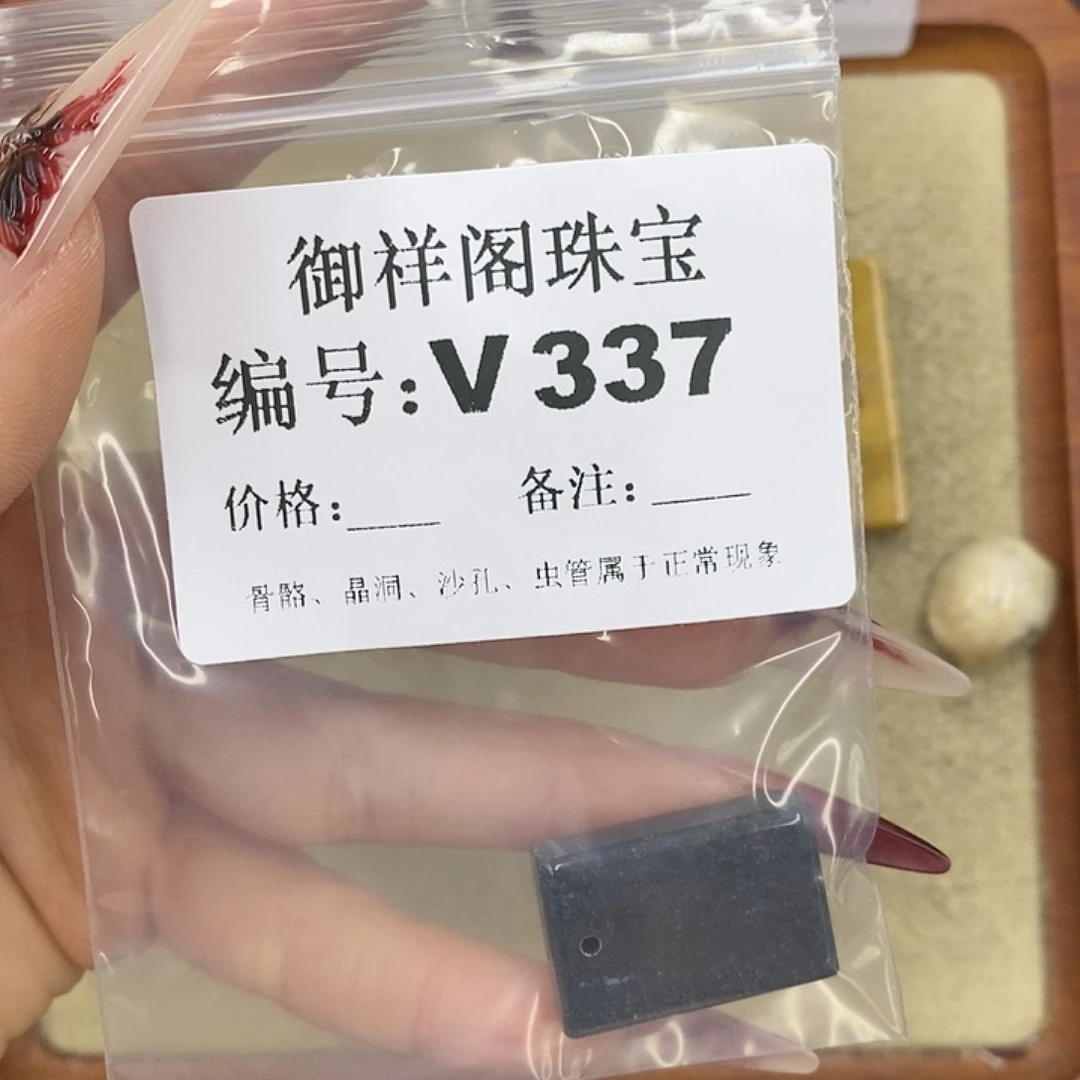 御祥阁珠宝
编号:V337
价格:____ 备注:____
骨骼、晶洞、沙孔、虫管属于正常现象